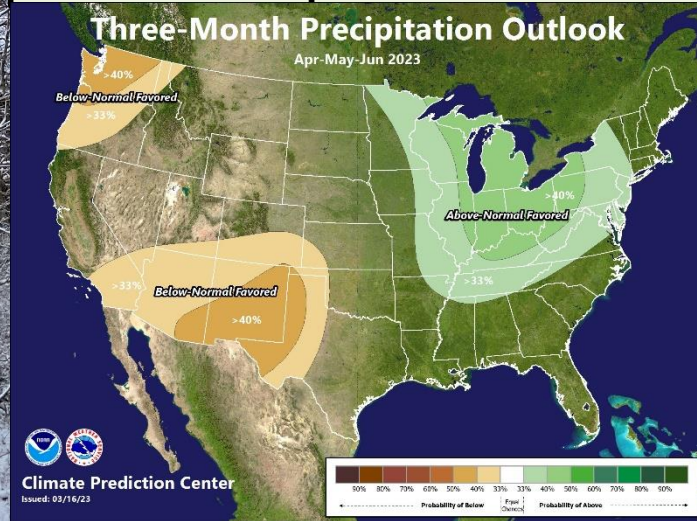 Three-Month Precipitation Outlook
Apr-May-Jun 2023
>40%
Below-Normal Favored
>33%
>40%
Above-Normal Favored
>33%
>33%
Below-Normal Favored
>40%
Climate Prediction Center
Issued: 03/16/23
90% 80% 70% 60% 50% 40% 33% 33% 40% 50% 60% 70% 80% 90%
Probability of Below Equal Chances Probability of Above